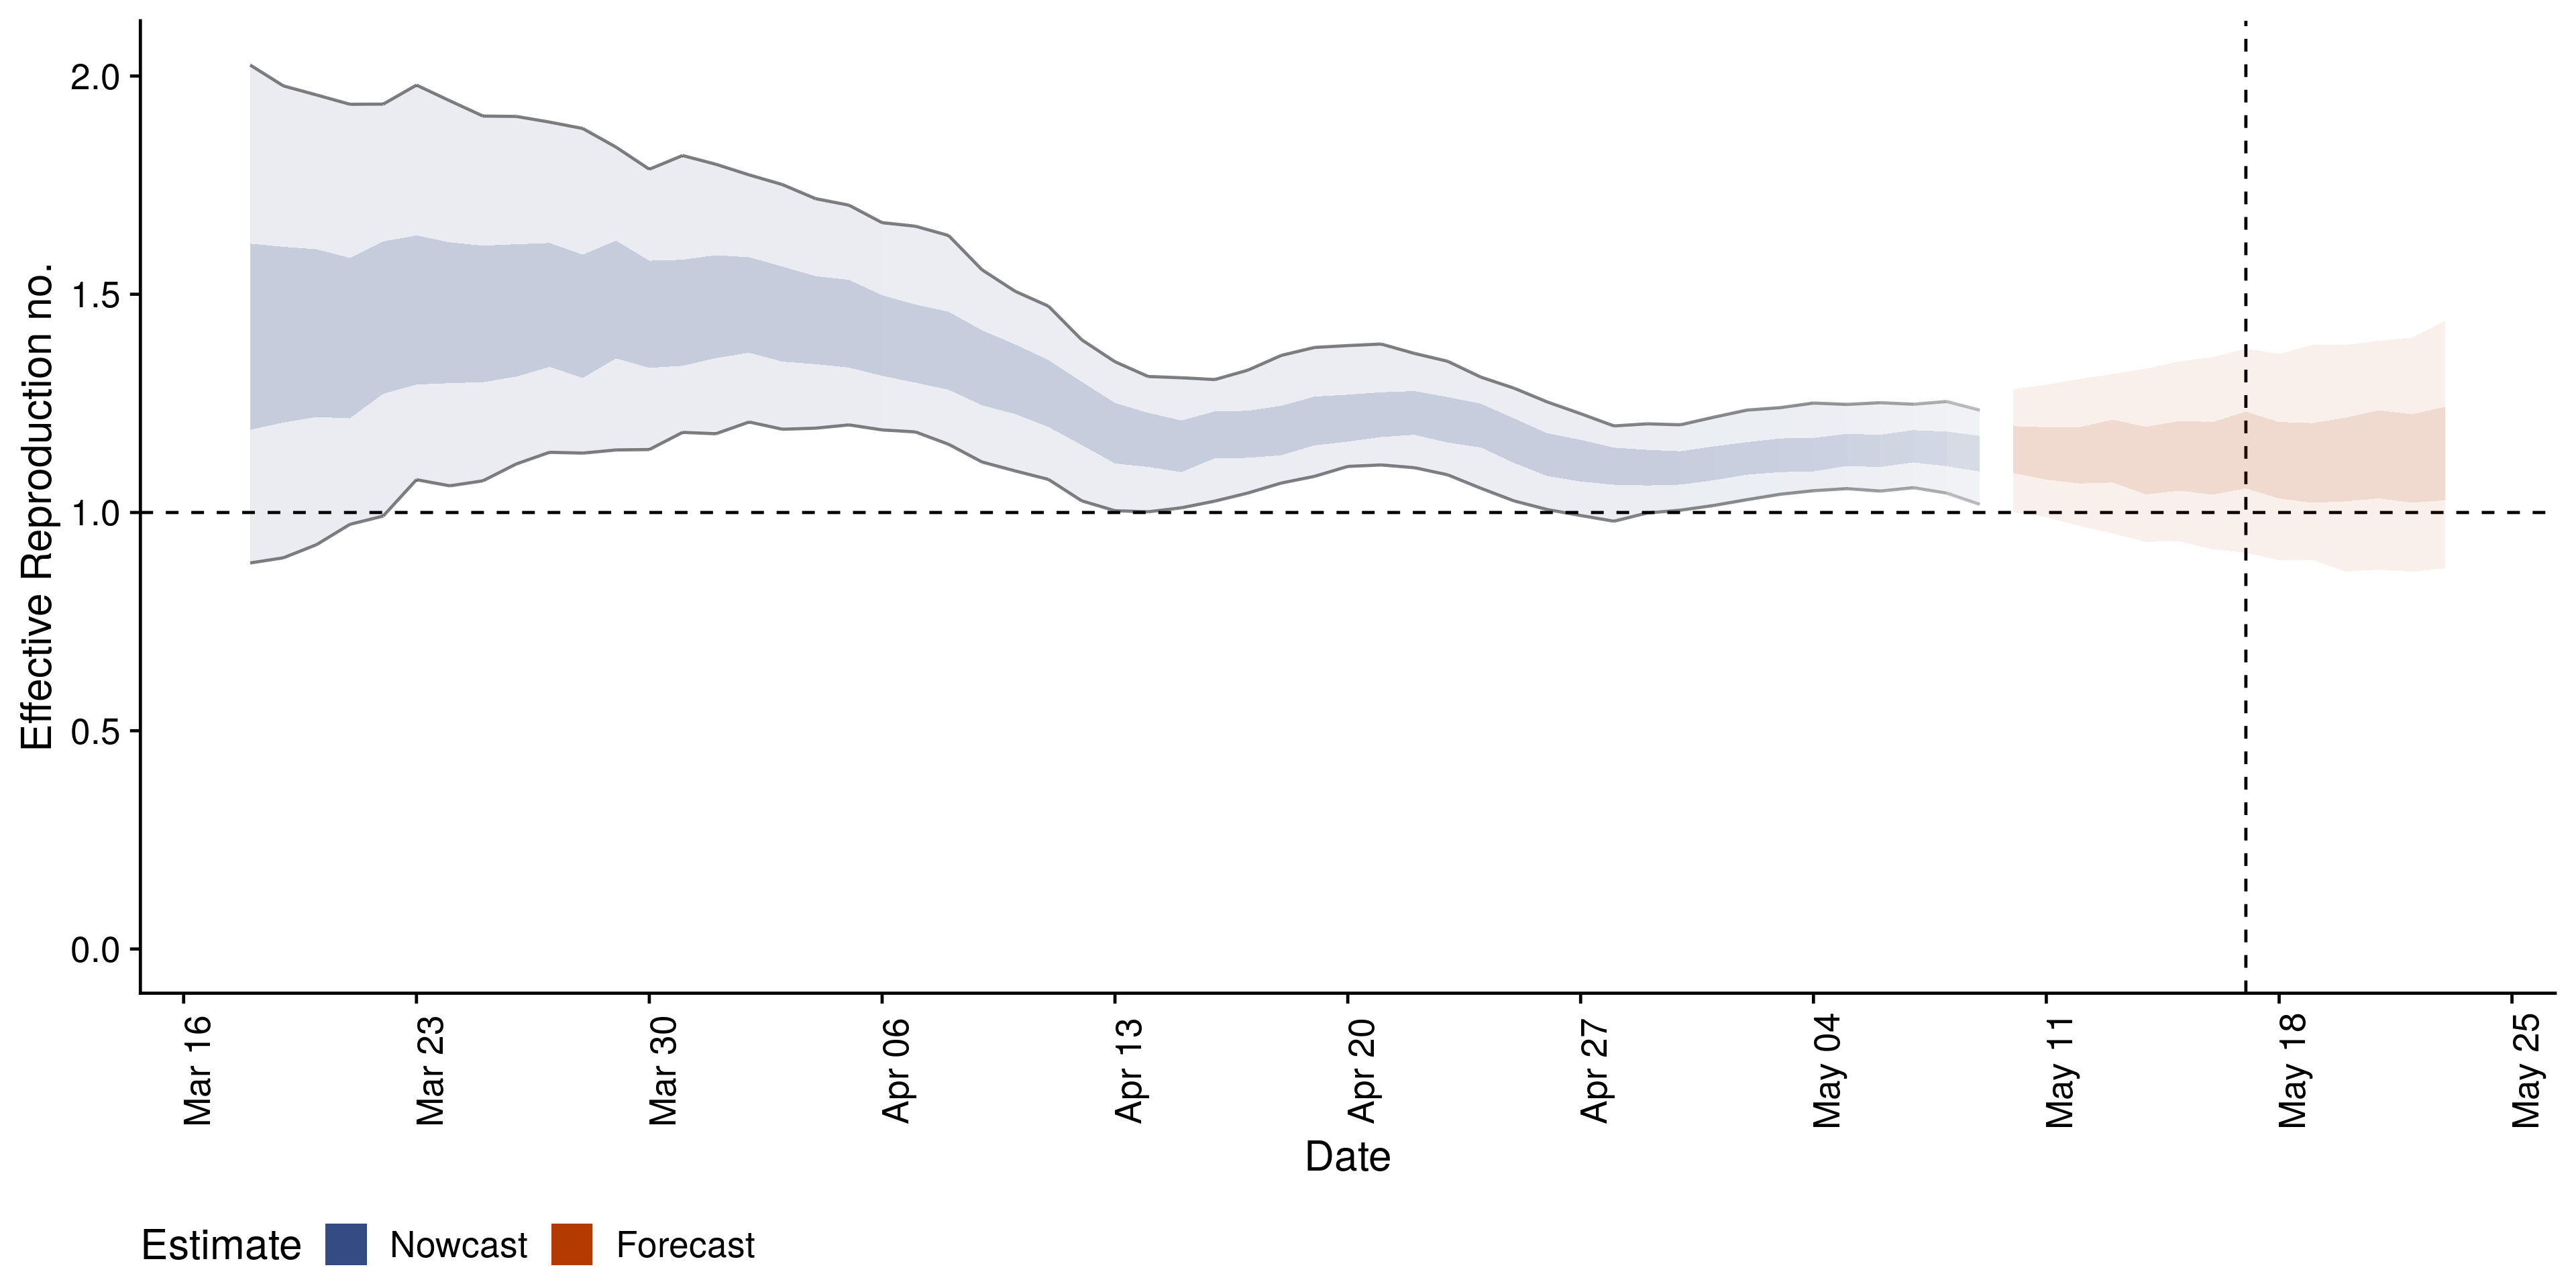 Effective Reproduction no.
2.0
1.5
1.0
0.5
0.0
Mar 16
Mar 23
Mar 30
Apr 06
Apr 13
Apr 20
Apr 27
May 04
May 11
May 18
May 25
Date
Estimate Nowcast Forecast